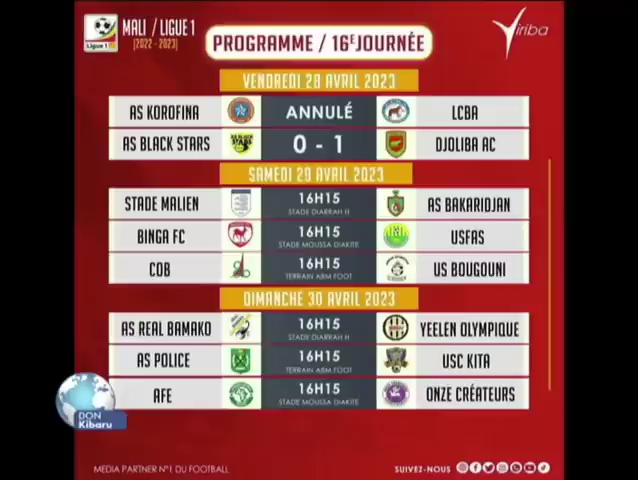 MALI / LIGUE 1
(2022 - 2023)
Ligue 1
PROGRAMME / 16E JOURNÉE
Yiriba
VENDREDI 28 AVRIL 2023
AS KOROFINA ANNULÉ LCBA
AS BLACK STARS 0 - 1 DJOLIBA AC
SAMEDI 29 AVRIL 2023
STADE MALIEN 16H15 AS BAKARIDJAN
STADE DIARRAH H
BINGA FC 16H15 USFAS
STADE MOUSSA DIAKITE
COB 16H15 US BOUGOUNI
TERRAIN ABM FOOT
DIMANCHE 30 AVRIL 2023
AS REAL BAMAKO 16H15 YEELEN OLYMPIQUE
STADE DIARRAH H
AS POLICE 16H15 USC KITA
TERRAIN ABM FOOT
AFE 16H15 ONZE CRÉATEURS
STADE MOUSSA DIAKITE
DON
Kibaru
MEDIA PARTNER N°1 DU FOOTBALL
SUIVEZ-NOUS